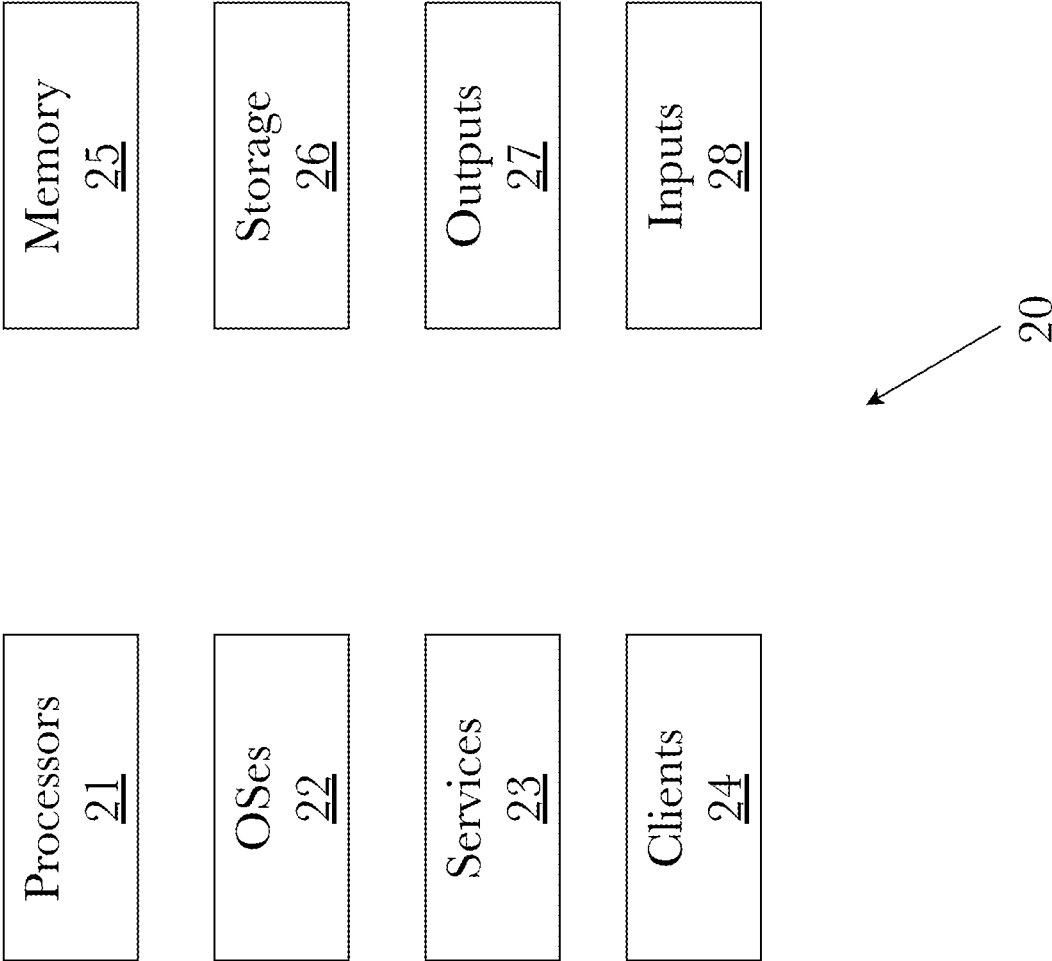 Processors
21
Memory
25
OSes
22
Storage
26
Services
23
Outputs
27
Clients
24
Inputs
28
20